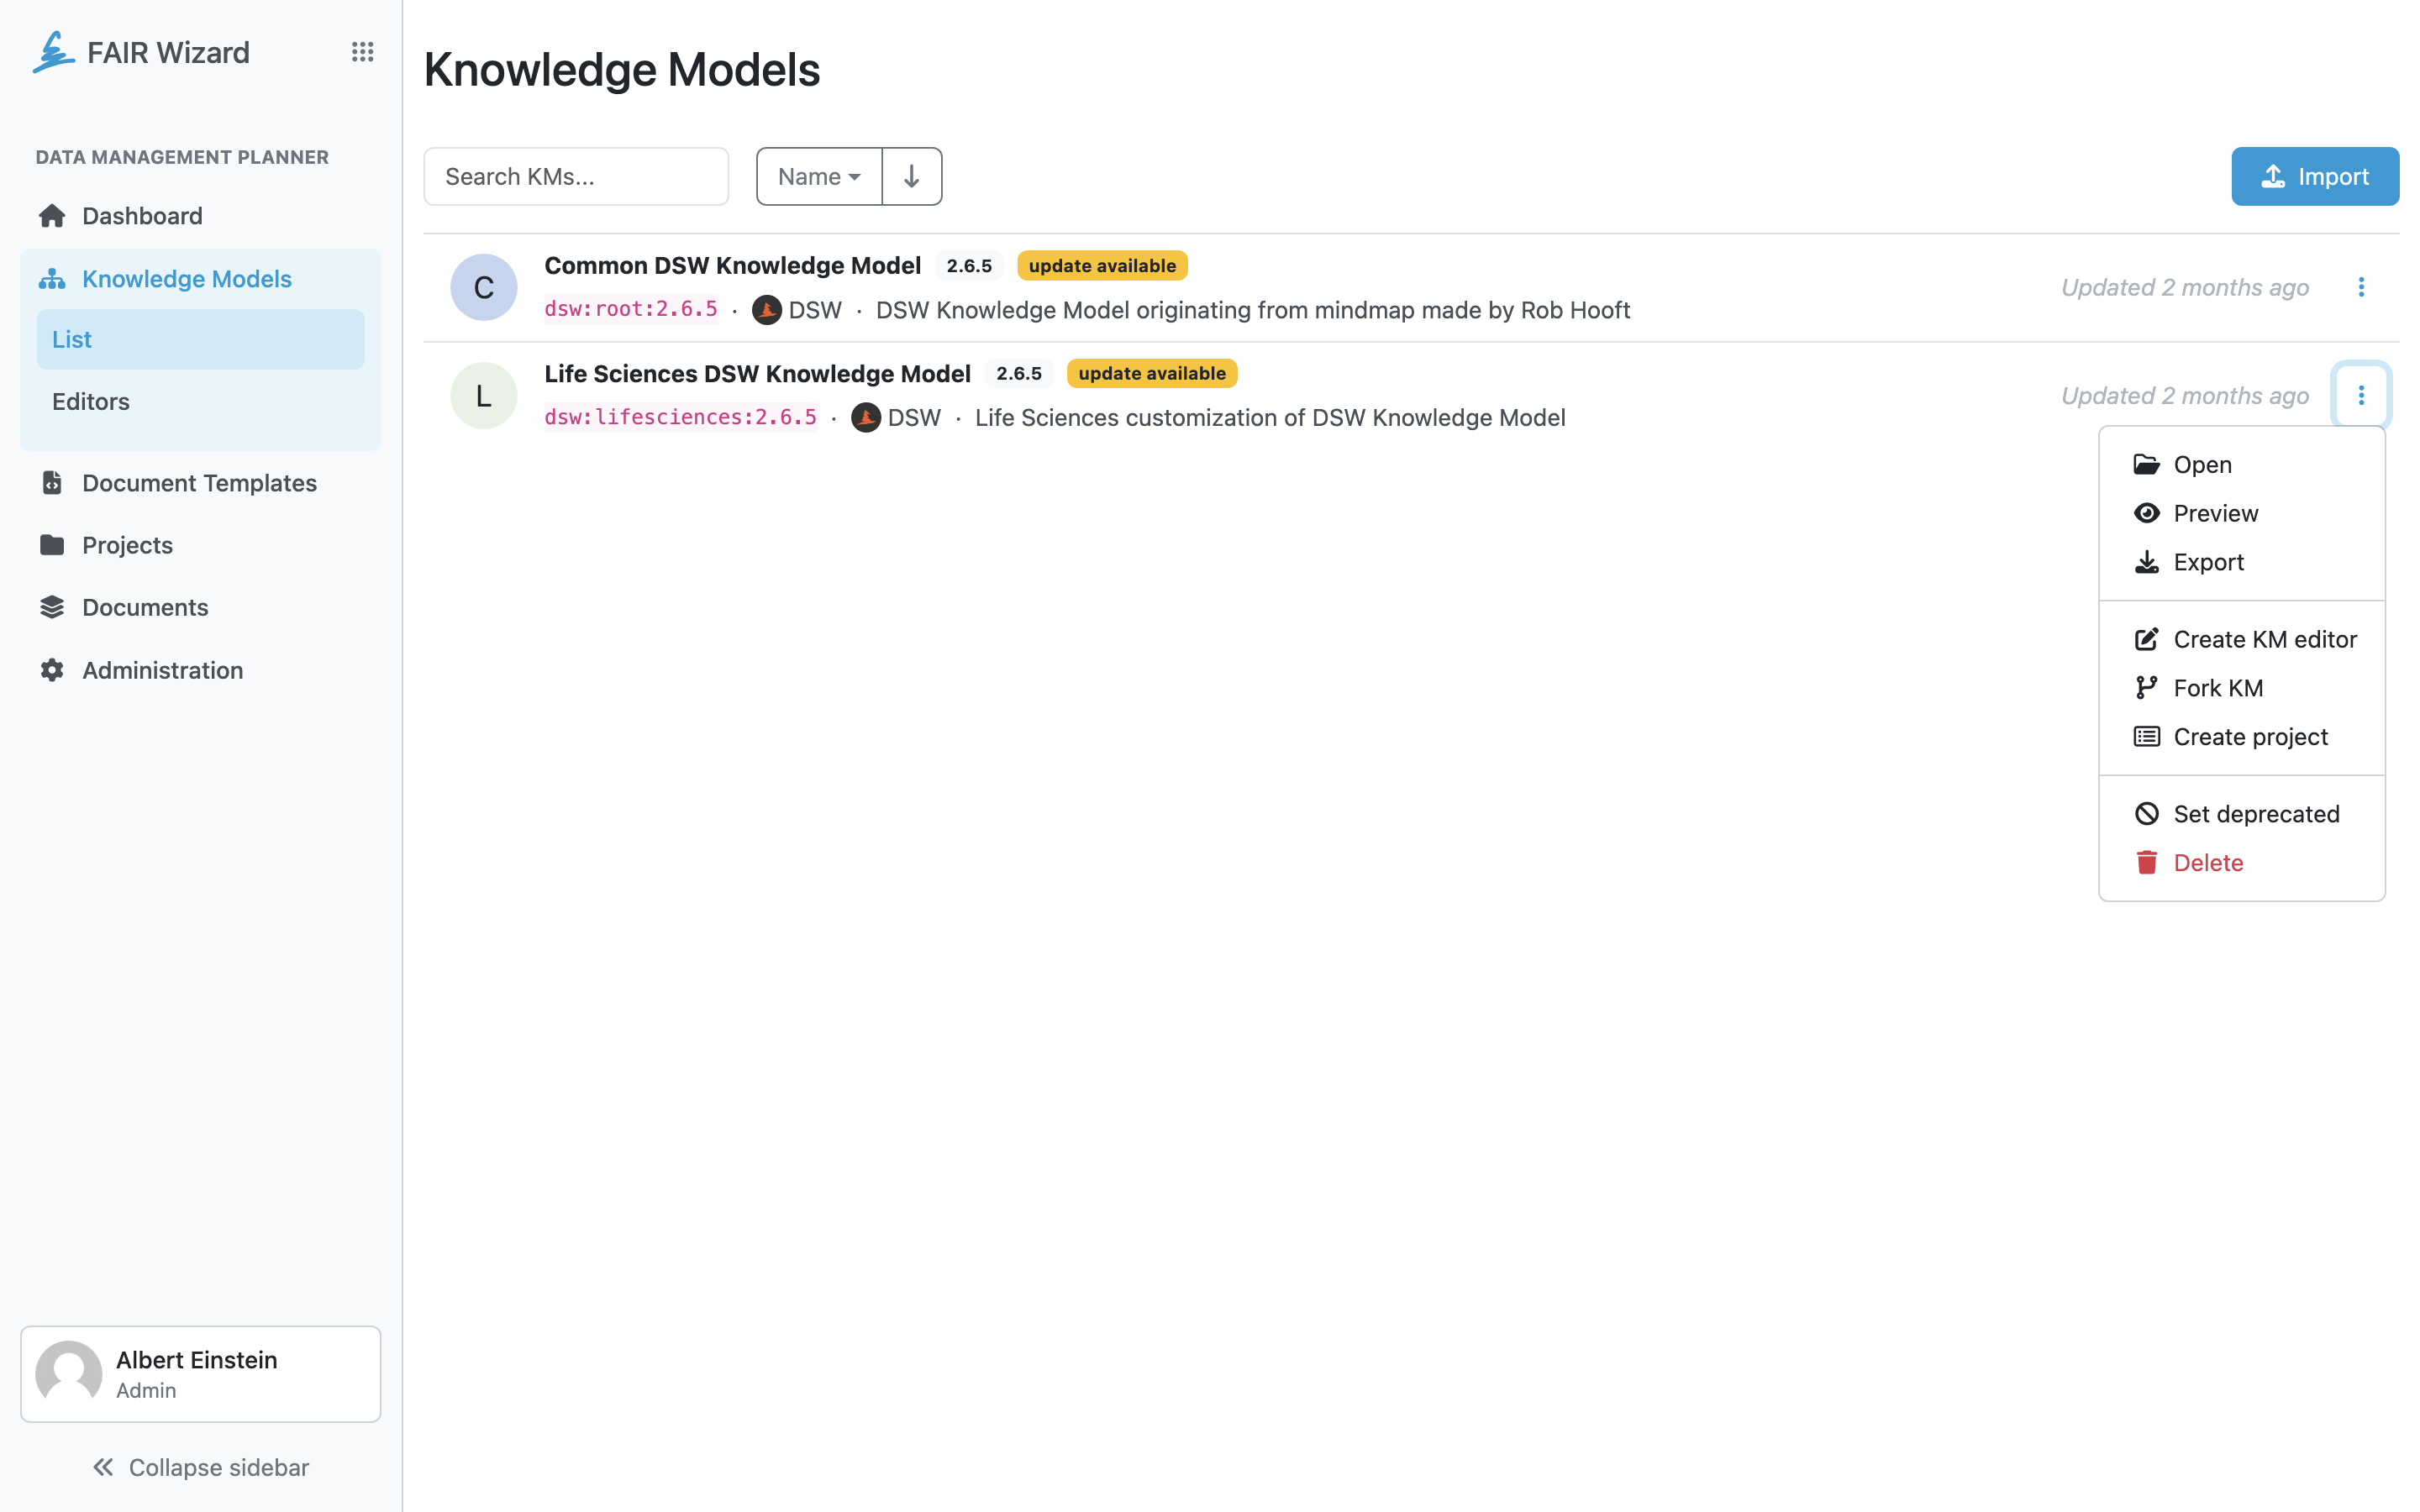 FAIR Wizard
DATA MANAGEMENT PLANNER
Dashboard
Knowledge Models
List
Editors
Document Templates
Projects
Documents
Administration
Albert Einstein
Admin
Collapse sidebar
Knowledge Models
Search KMs...
Name
Import
C
Common DSW Knowledge Model 2.6.5 update available
dsw:root:2.6.5 · DSW · DSW Knowledge Model originating from mindmap made by Rob Hooft
Updated 2 months ago
L
Life Sciences DSW Knowledge Model 2.6.5 update available
dsw:lifesciences:2.6.5 · DSW · Life Sciences customization of DSW Knowledge Model
Updated 2 months ago
Open
Preview
Export
Create KM editor
Fork KM
Create project
Set deprecated
Delete